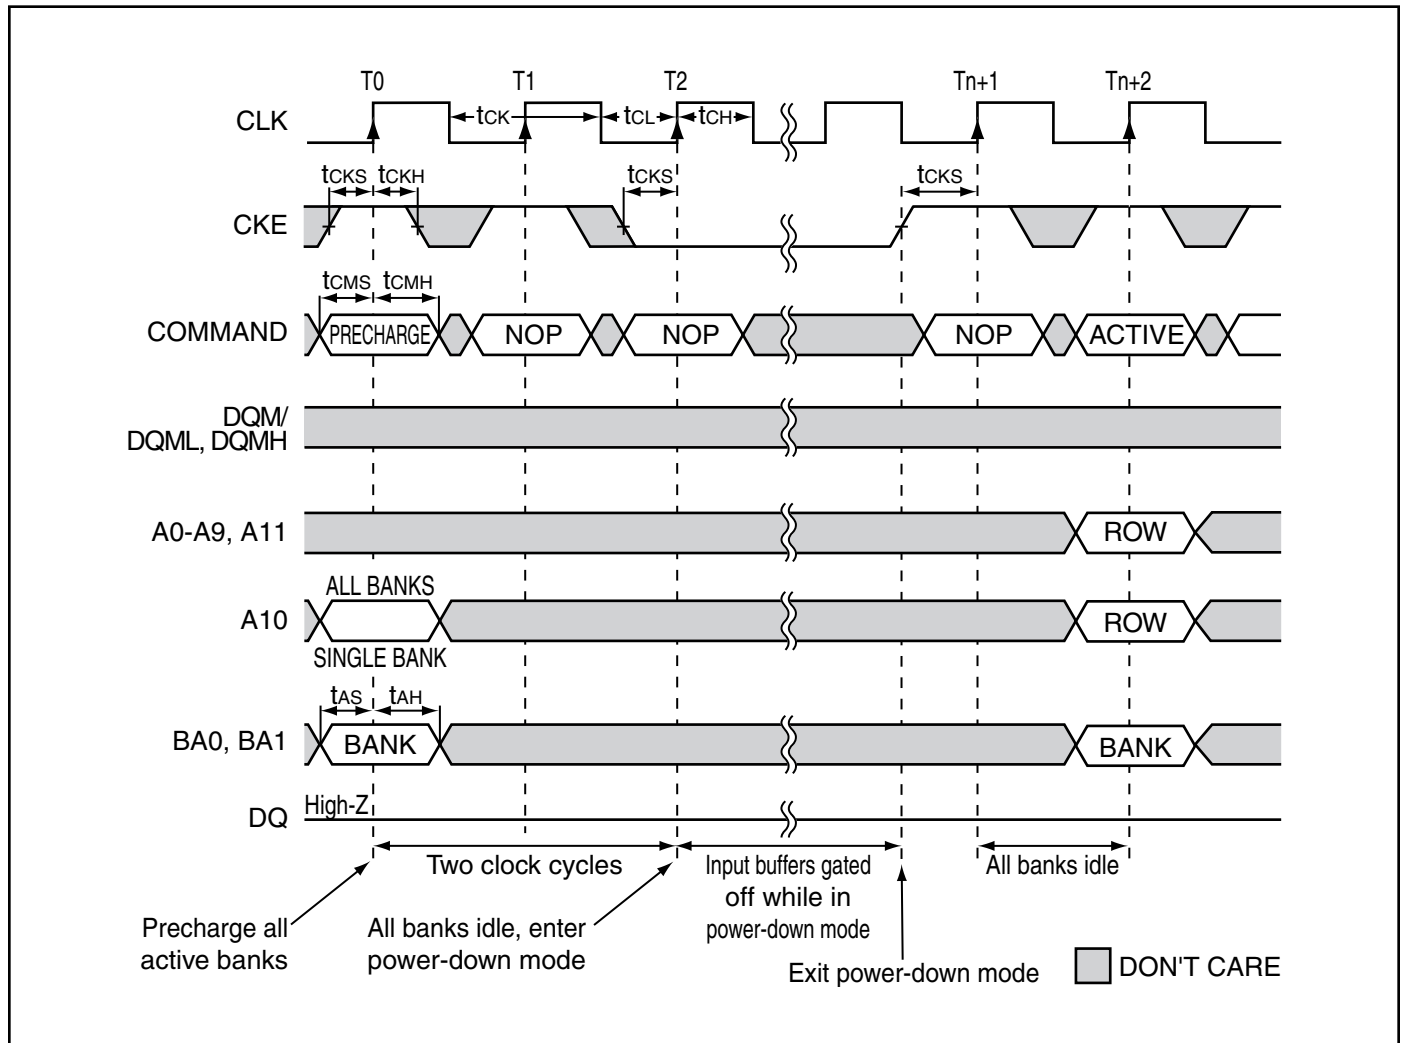 T0 T1 T2 Tn+1 Tn+2
CLK tCK tCL tCH
tCKS tCKH tCKS tCKS
CKE
tCMS tCMH
COMMAND PRECHARGE NOP NOP NOP ACTIVE
DQM/
DQML, DQMH
A0-A9, A11 ROW
ALL BANKS
A10 ROW
SINGLE BANK
tAS tAH
BA0, BA1 BANK BANK
DQ High-Z
Two clock cycles
Input buffers gated
off while in
power-down mode
All banks idle
Precharge all
active banks
All banks idle, enter
power-down mode
Exit power-down mode
DON'T CARE